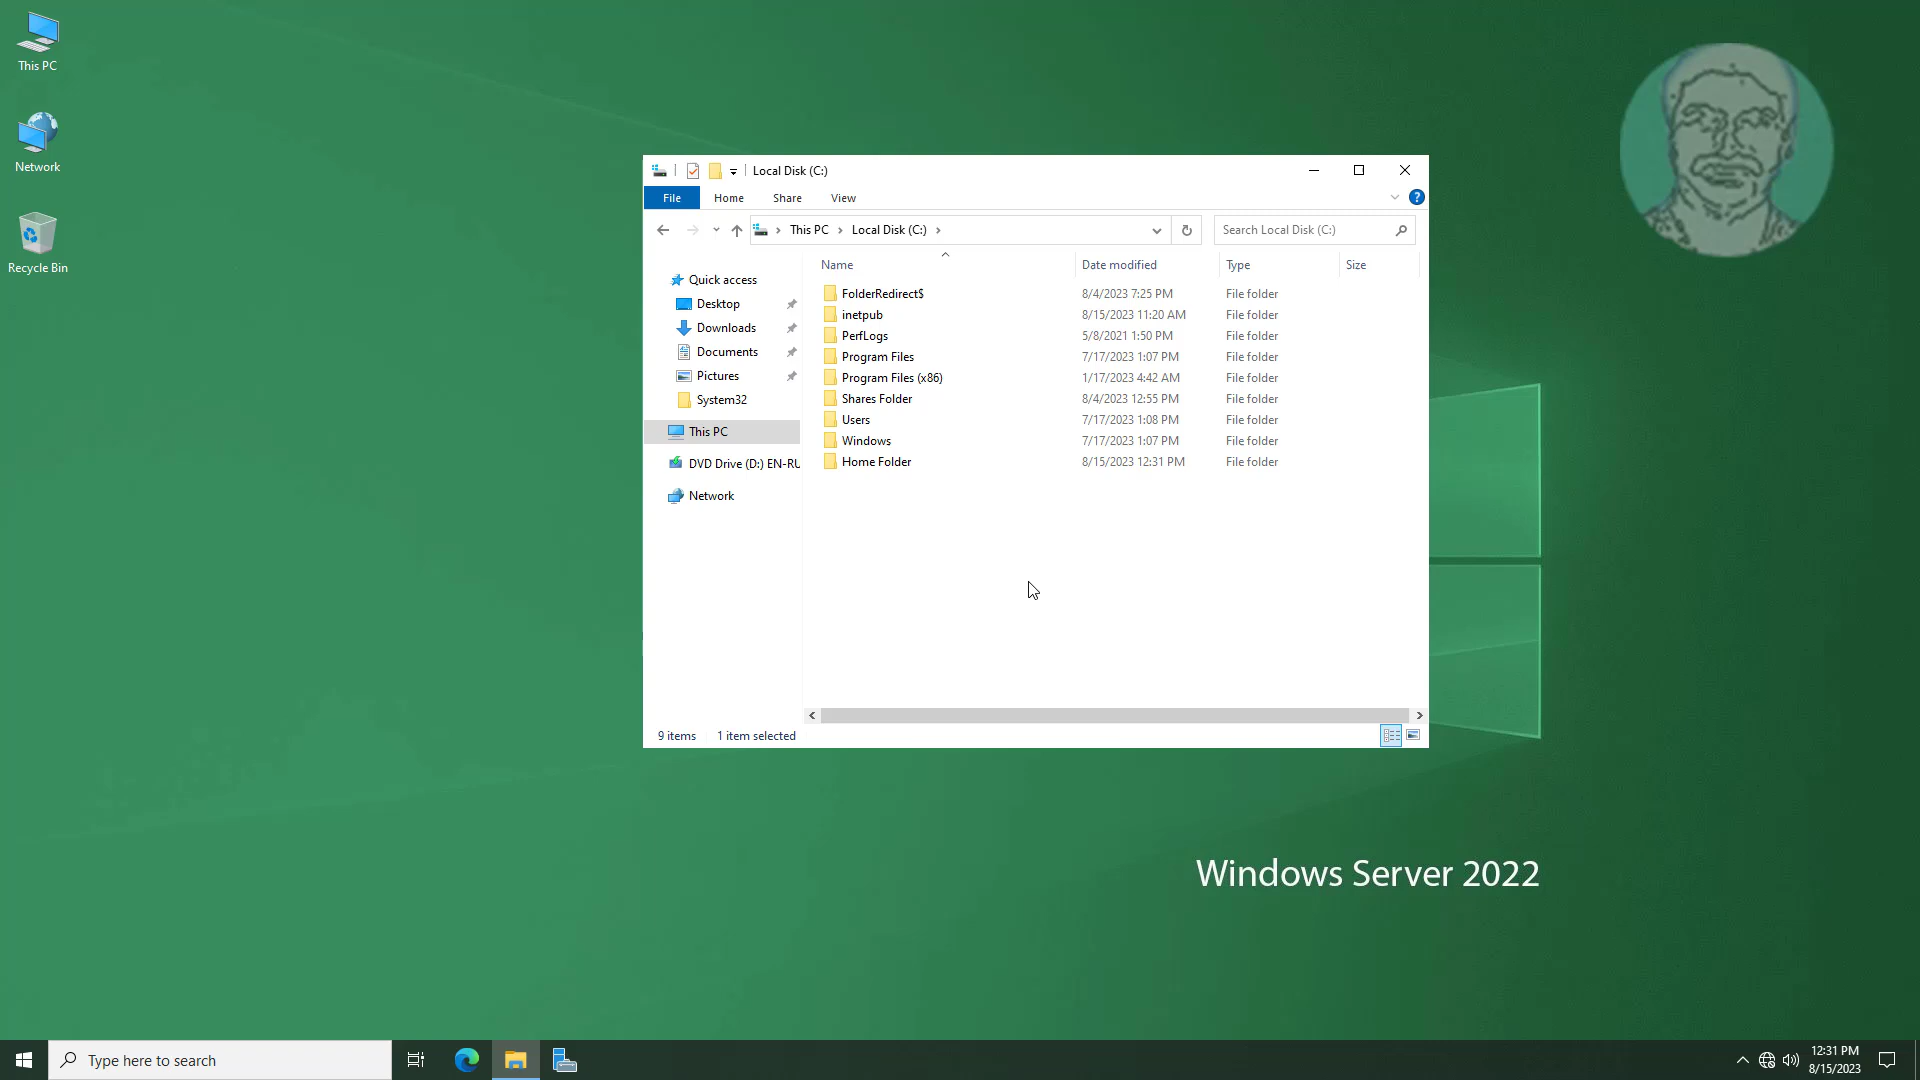 This PC
Network
Recycle Bin
Local Disk (C:)
File Home Share View
This PC Local Disk (C:)
Search Local Disk (C:)
Name Date modified Type Size
Quick access
Desktop
Downloads
Documents
Pictures
System32
This PC
DVD Drive (D:) EN-RU
Network
FolderRedirect$ 8/4/2023 7:25 PM File folder
inetpub 8/15/2023 11:20 AM File folder
PerfLogs 5/8/2021 1:50 PM File folder
Program Files 7/17/2023 1:07 PM File folder
Program Files (x86) 1/17/2023 4:42 AM File folder
Shares Folder 8/4/2023 12:55 PM File folder
Users 7/17/2023 1:08 PM File folder
Windows 7/17/2023 1:07 PM File folder
Home Folder 8/15/2023 12:31 PM File folder
9 items 1 item selected
Windows Server 2022
Type here to search
12:31 PM
8/15/2023